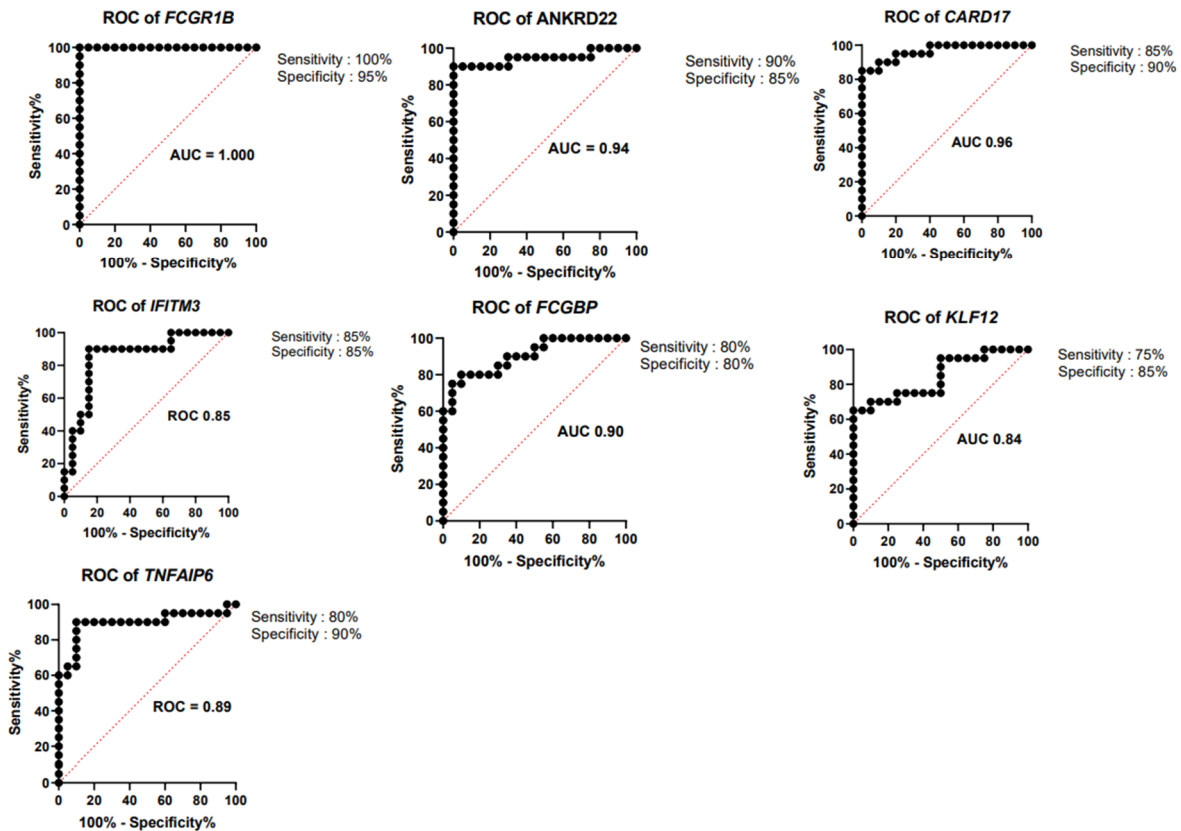 ROC of FCGR1B
100
80
60
40
20
0
Sensitivity%
0 20 40 60 80 100
100% - Specificity%
AUC = 1.000
Sensitivity : 100%
Specificity : 95%
ROC of ANKRD22
100
80
60
40
20
0
Sensitivity%
0 20 40 60 80 100
100% - Specificity%
AUC = 0.94
Sensitivity : 90%
Specificity : 85%
ROC of CARD17
100
80
60
40
20
0
Sensitivity%
0 20 40 60 80 100
100% - Specificity%
AUC 0.96
Sensitivity : 85%
Specificity : 90%
ROC of IFITM3
100
80
60
40
20
0
Sensitivity%
0 20 40 60 80 100
100% - Specificity%
ROC 0.85
Sensitivity : 85%
Specificity : 85%
ROC of FCGBP
100
80
60
40
20
0
Sensitivity%
0 20 40 60 80 100
100% - Specificity%
AUC 0.90
Sensitivity : 80%
Specificity : 80%
ROC of KLF12
100
80
60
40
20
0
Sensitivity%
0 20 40 60 80 100
100% - Specificity%
AUC 0.84
Sensitivity : 75%
Specificity : 85%
ROC of TNFAIP6
100
80
60
40
20
0
Sensitivity%
0 20 40 60 80 100
100% - Specificity%
ROC = 0.89
Sensitivity : 80%
Specificity : 90%